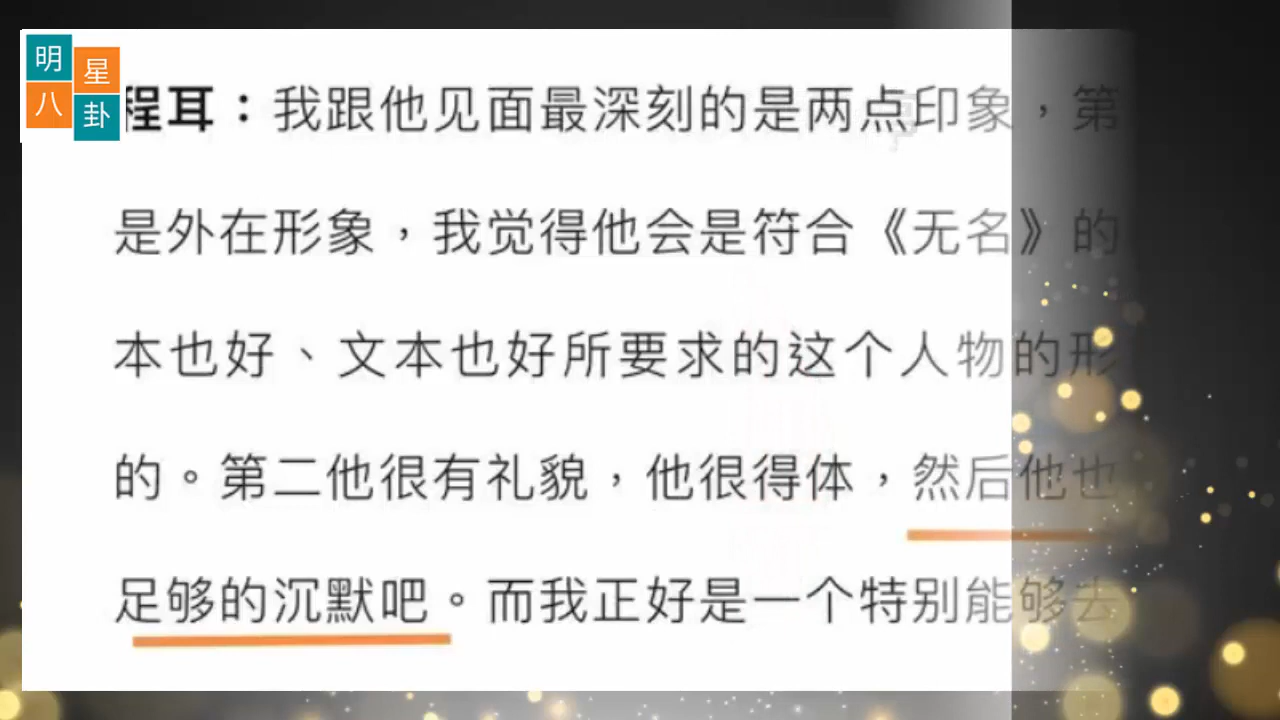 明星八卦
程耳：我跟他见面最深刻的是两点印象，第
是外在形象，我觉得他会是符合《无名》的
本也好、文本也好所要求的这个人物的形
的。第二他很有礼貌，他很得体，然后他也
足够的沉默吧。而我正好是一个特别能够去